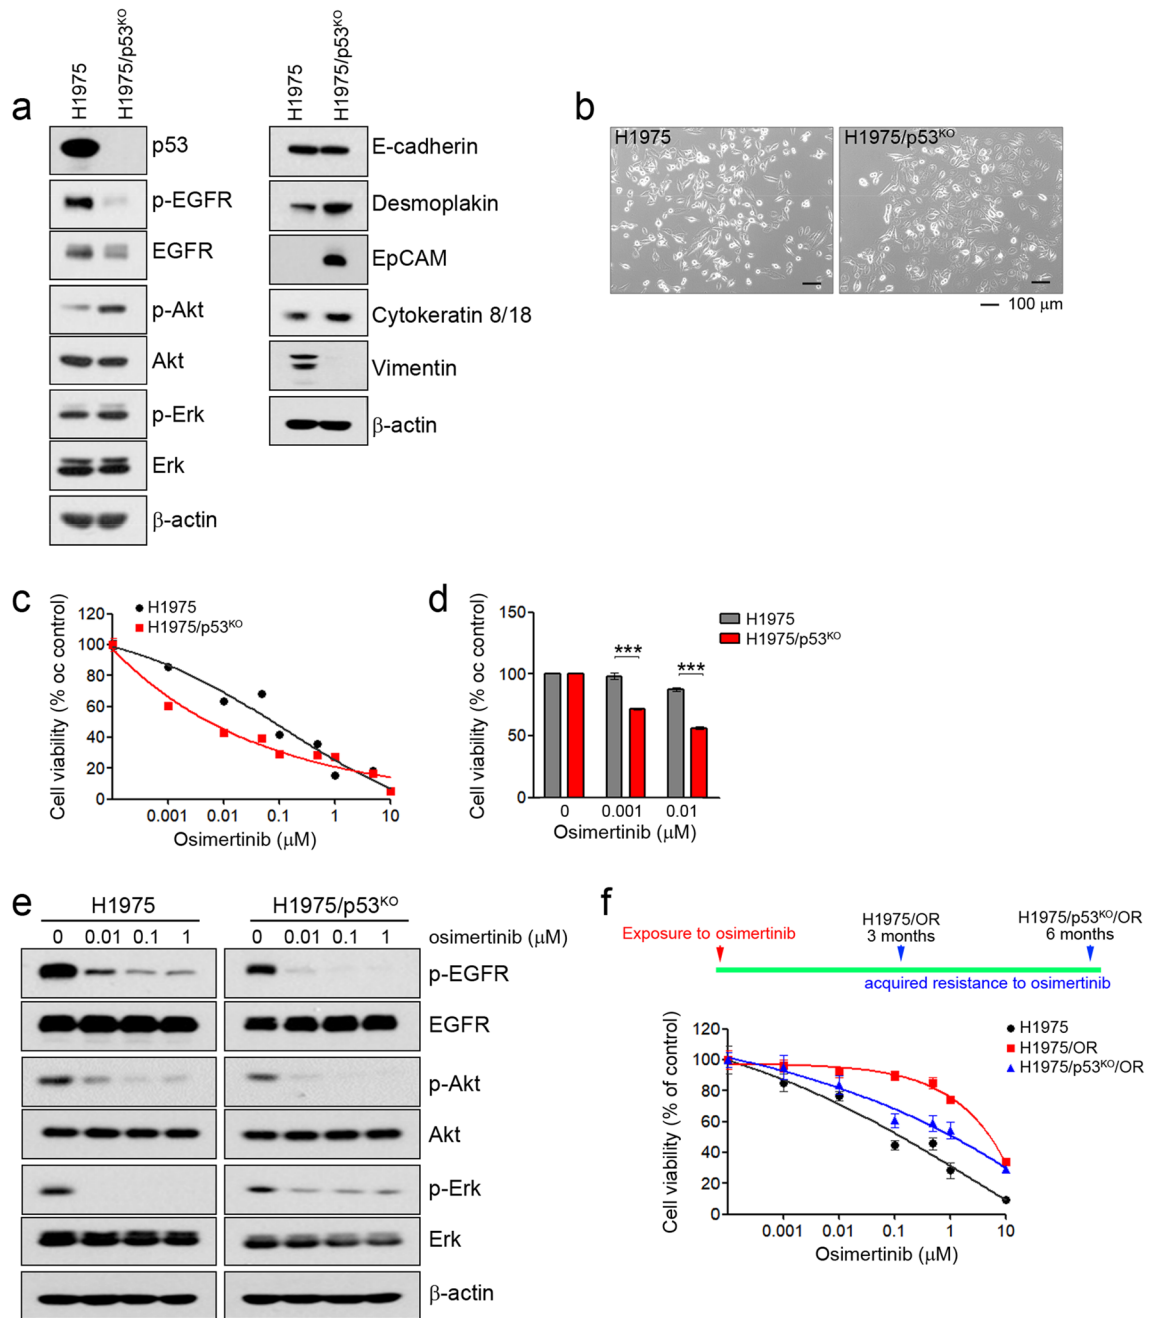 a
H1975
H1975/p53KO
p53
p-EGFR
EGFR
p-Akt
Akt
p-Erk
Erk
β-actin
H1975
H1975/p53KO
E-cadherin
Desmoplakin
EpCAM
Cytokeratin 8/18
Vimentin
β-actin
b
H1975
H1975/p53KO
100 μm
c
Cell viability (% oc control)
120
100
80
60
40
20
0
H1975
H1975/p53KO
0.001 0.01 0.1 1 10
Osimertinib (μM)
d
Cell viability (% oc control)
150
100
50
0
***
***
H1975
H1975/p53KO
0 0.001 0.01
Osimertinib (μM)
e
H1975 H1975/p53KO
0 0.01 0.1 1 0 0.01 0.1 1 osimertinib (μM)
p-EGFR
EGFR
p-Akt
Akt
p-Erk
Erk
β-actin
f
Exposure to osimertinib
H1975/OR
3 months
H1975/p53KO/OR
6 months
acquired resistance to osimertinib
Cell viability (% of control)
120
100
80
60
40
20
0
H1975
H1975/OR
H1975/p53KO/OR
0.001 0.01 0.1 1 10
Osimertinib (μM)